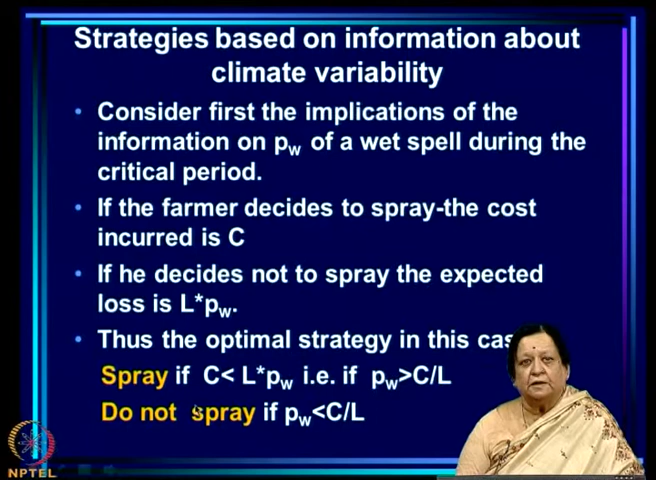 Strategies based on information about
climate variability
• Consider first the implications of the
information on pw of a wet spell during the
critical period.
• If the farmer decides to spray-the cost
incurred is C
• If he decides not to spray the expected
loss is L*pw.
• Thus the optimal strategy in this cas
Spray if C< L*pw i.e. if pw>C/L
Do not spray if pw<C/L
NPTEL